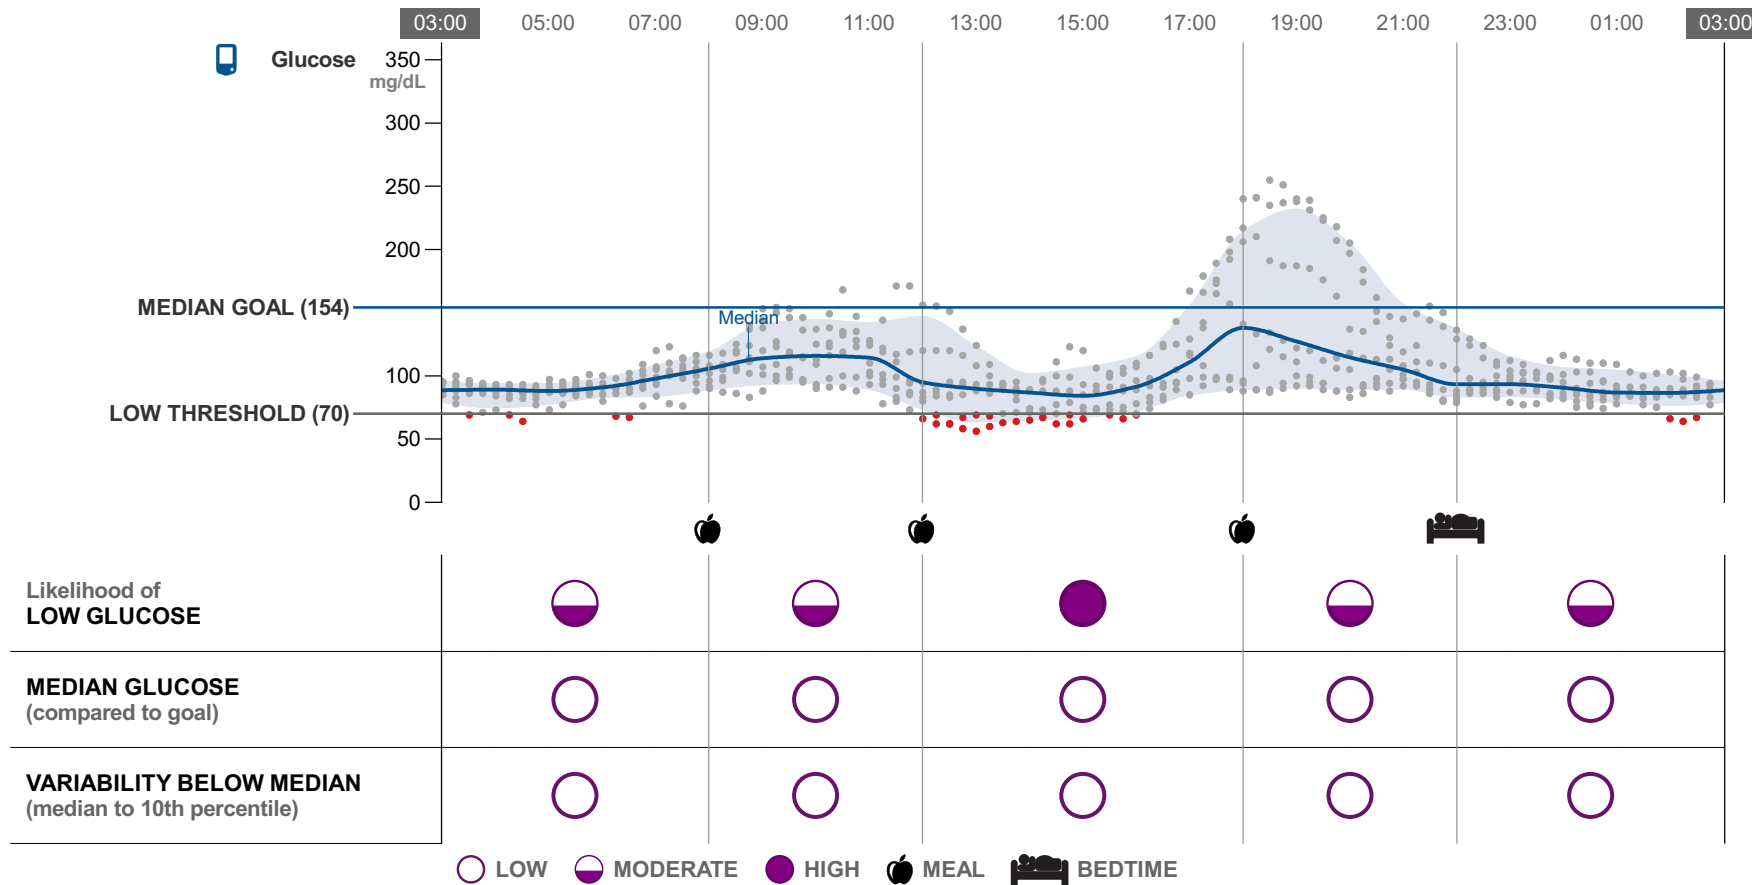 03:00 05:00 07:00 09:00 11:00 13:00 15:00 17:00 19:00 21:00 23:00 01:00 03:00
Glucose 350
mg/dL
300
250
200
MEDIAN GOAL (154)
Median
100
LOW THRESHOLD (70)
50
0
Likelihood of
LOW GLUCOSE
MEDIAN GLUCOSE
(compared to goal)
VARIABILITY BELOW MEDIAN
(median to 10th percentile)
LOW MODERATE HIGH MEAL BEDTIME